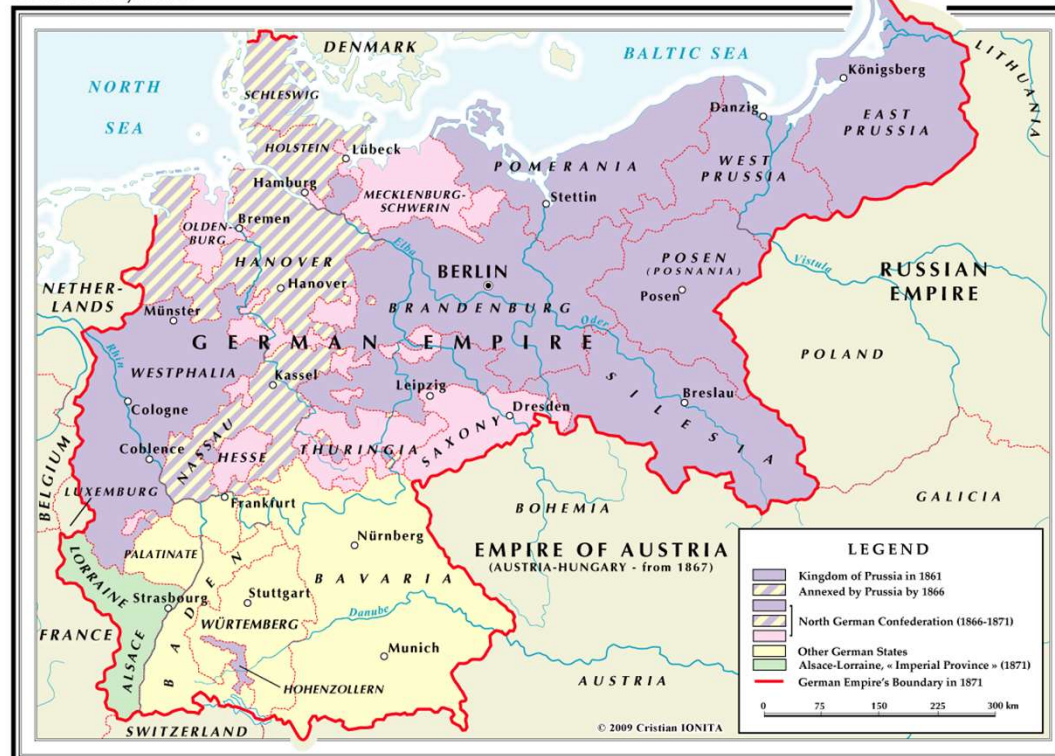 DENMARK
BALTIC SEA
LITHUANIA
NORTH
SEA
SCHLESWIG
Königsberg
Danzig
EAST
PRUSSIA
HOLSTEIN
Lübeck
POMERANIA
WEST
PRUSSIA
Hamburg
MECKLENBURG-
SCHWERIN
Stettin
OLDEN-
BURG
Bremen
Elba
HANOVER
BERLIN
POSEN
(POSNANIA)
Vistula
RUSSIAN
EMPIRE
NETHER-
LANDS
Hanover
BRANDENBURG
Posen
Münster
Oder
GERMAN EMPIRE
POLAND
Rhin
WESTPHALIA
Kassel
Leipzig
SILESIA
Breslau
Cologne
Dresden
BELGIUM
Coblence
NASSAU
HESSE
THURINGIA
SAXONY
LUXEMBURG
Frankfurt
BOHEMIA
GALICIA
PALATINATE
Nürnberg
EMPIRE OF AUSTRIA
(AUSTRIA-HUNGARY - from 1867)
LORRAINE
Strasbourg
BADEN
Stuttgart
BAVARIA
WÜRTEMBERG
Danube
FRANCE
ALSACE
Munich
HOHENZOLLERN
AUSTRIA
SWITZERLAND
© 2009 Cristian IONITA
LEGEND
Kingdom of Prussia in 1861
Annexed by Prussia by 1866
North German Confederation (1866-1871)
Other German States
Alsace-Lorraine, « Imperial Province » (1871)
German Empire's Boundary in 1871
0 75 150 225 300 km